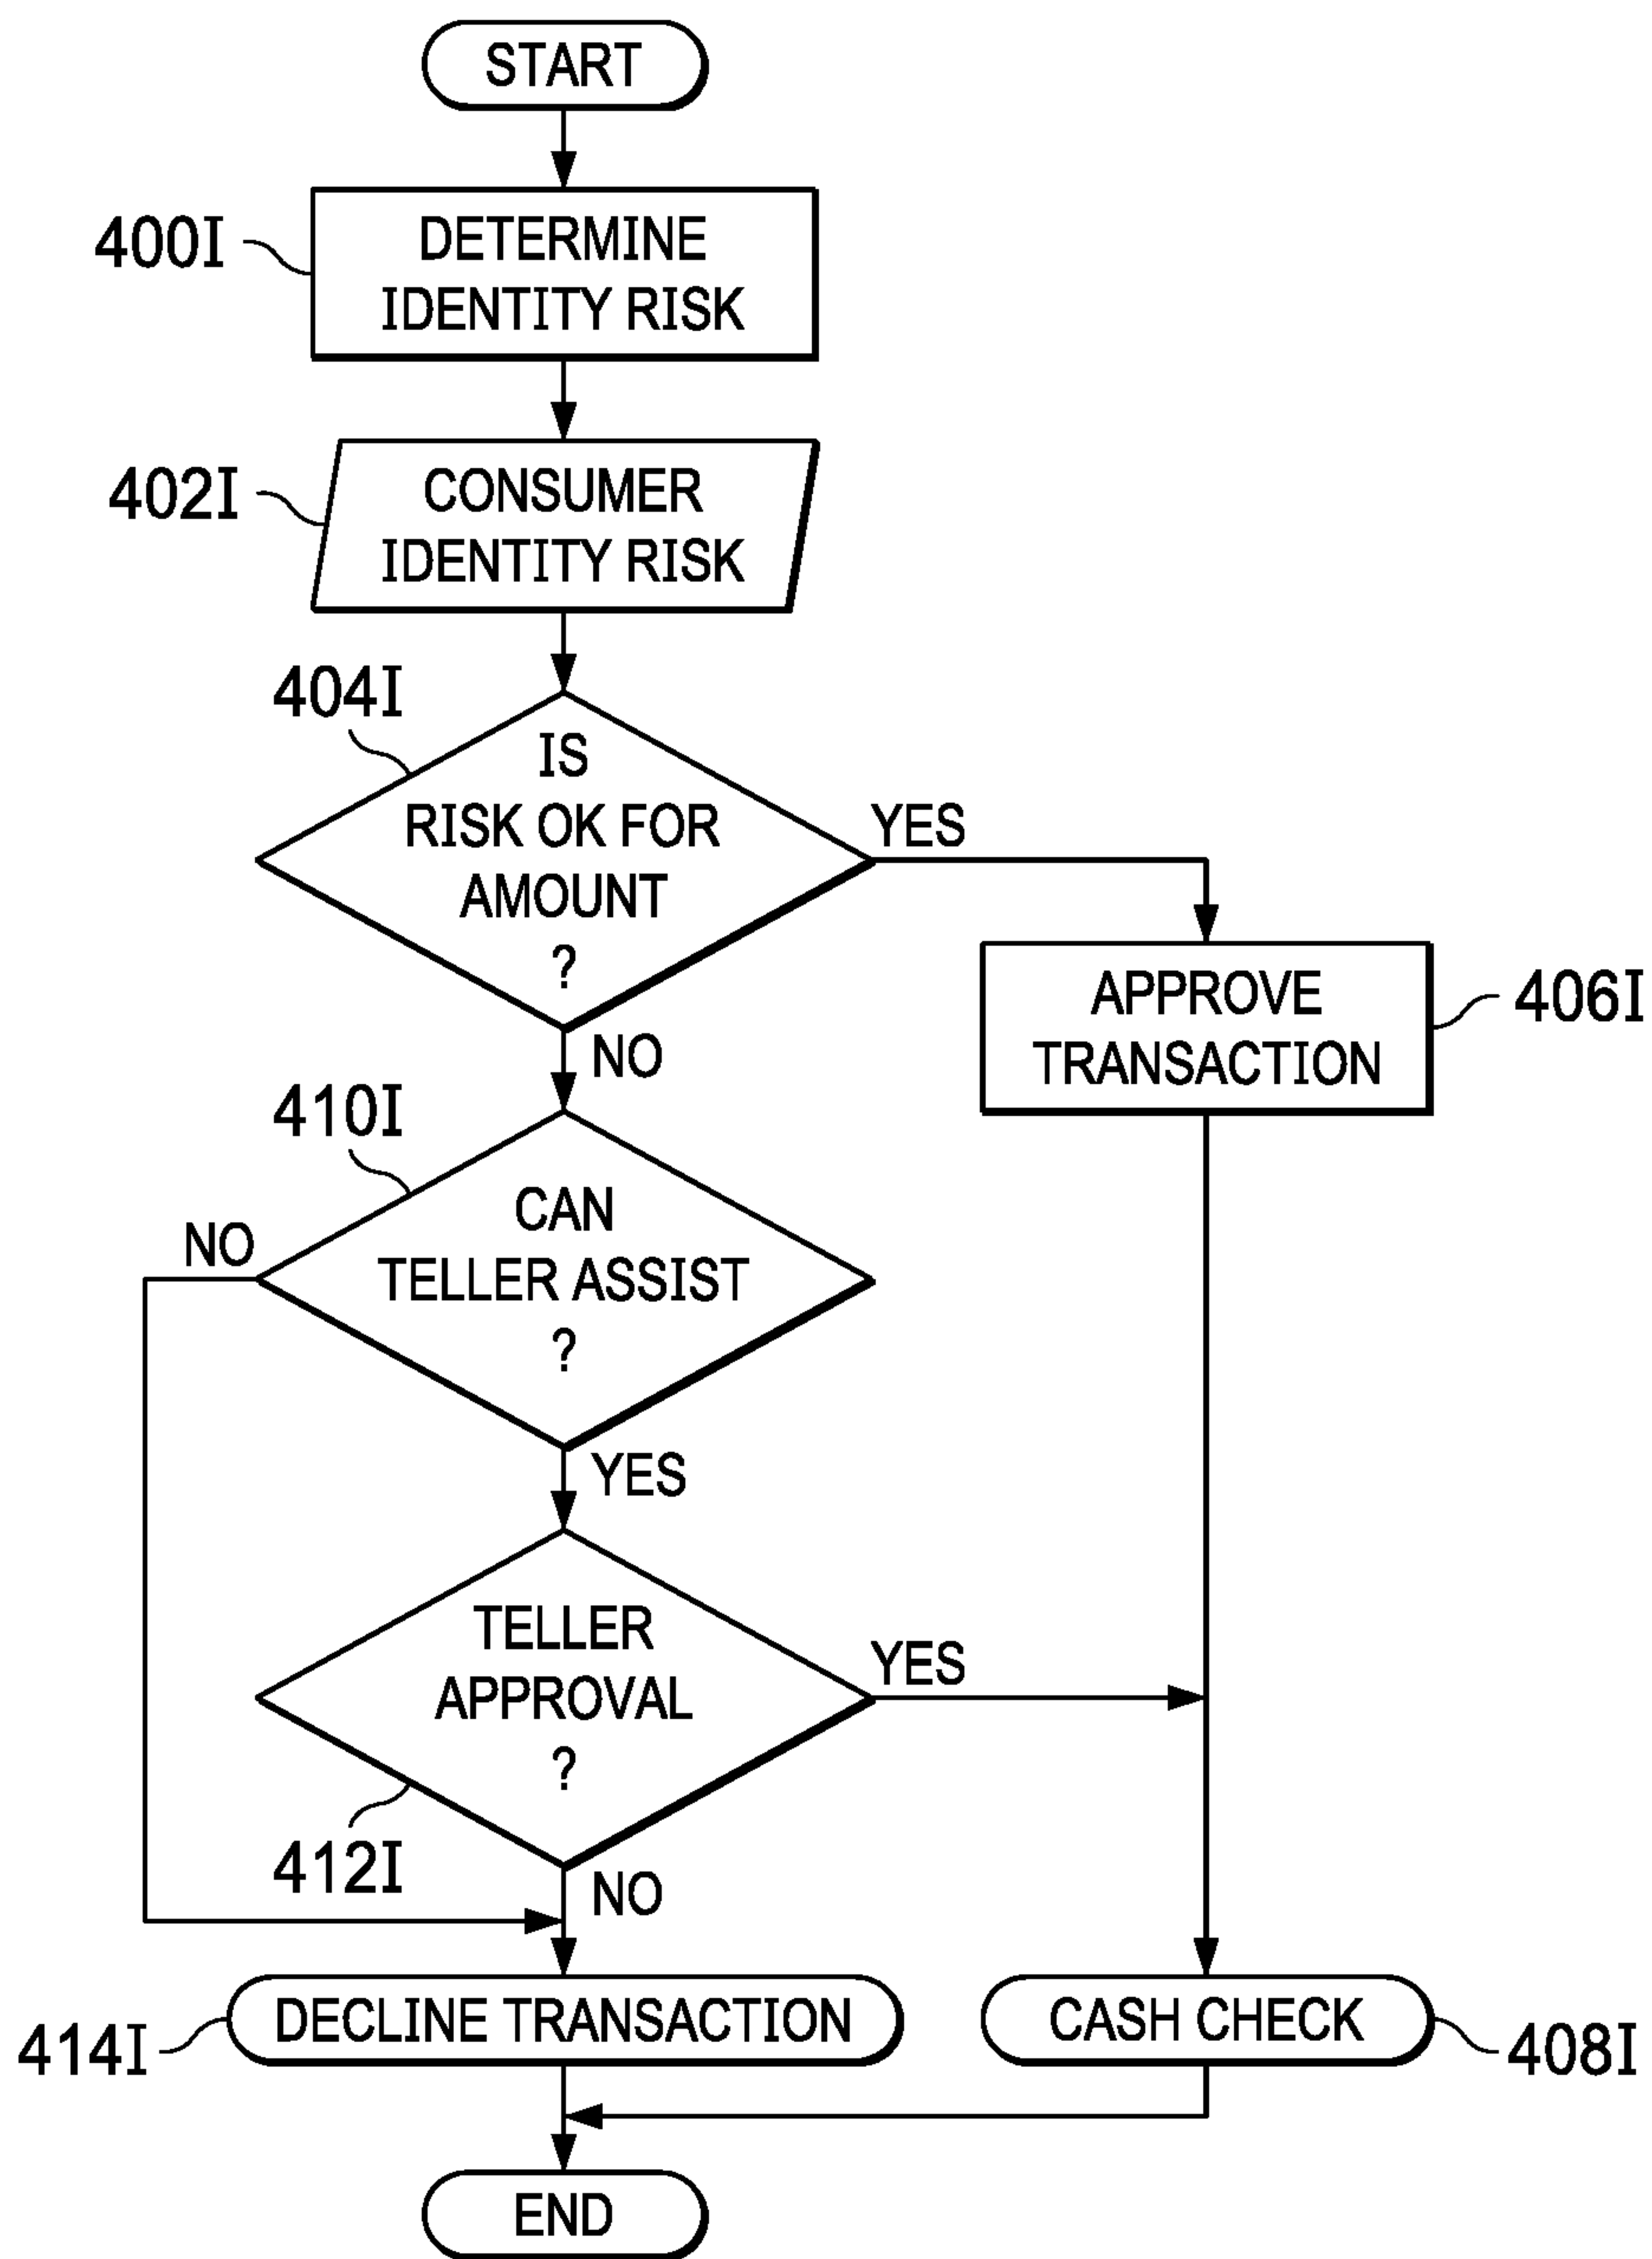 START
400I
DETERMINE
IDENTITY RISK
402I
CONSUMER
IDENTITY RISK
404I
IS
RISK OK FOR
AMOUNT
?
YES
NO
APPROVE
TRANSACTION
406I
410I
CAN
TELLER ASSIST
?
NO
YES
TELLER
APPROVAL
?
YES
412I
NO
DECLINE TRANSACTION
414I
CASH CHECK
408I
END